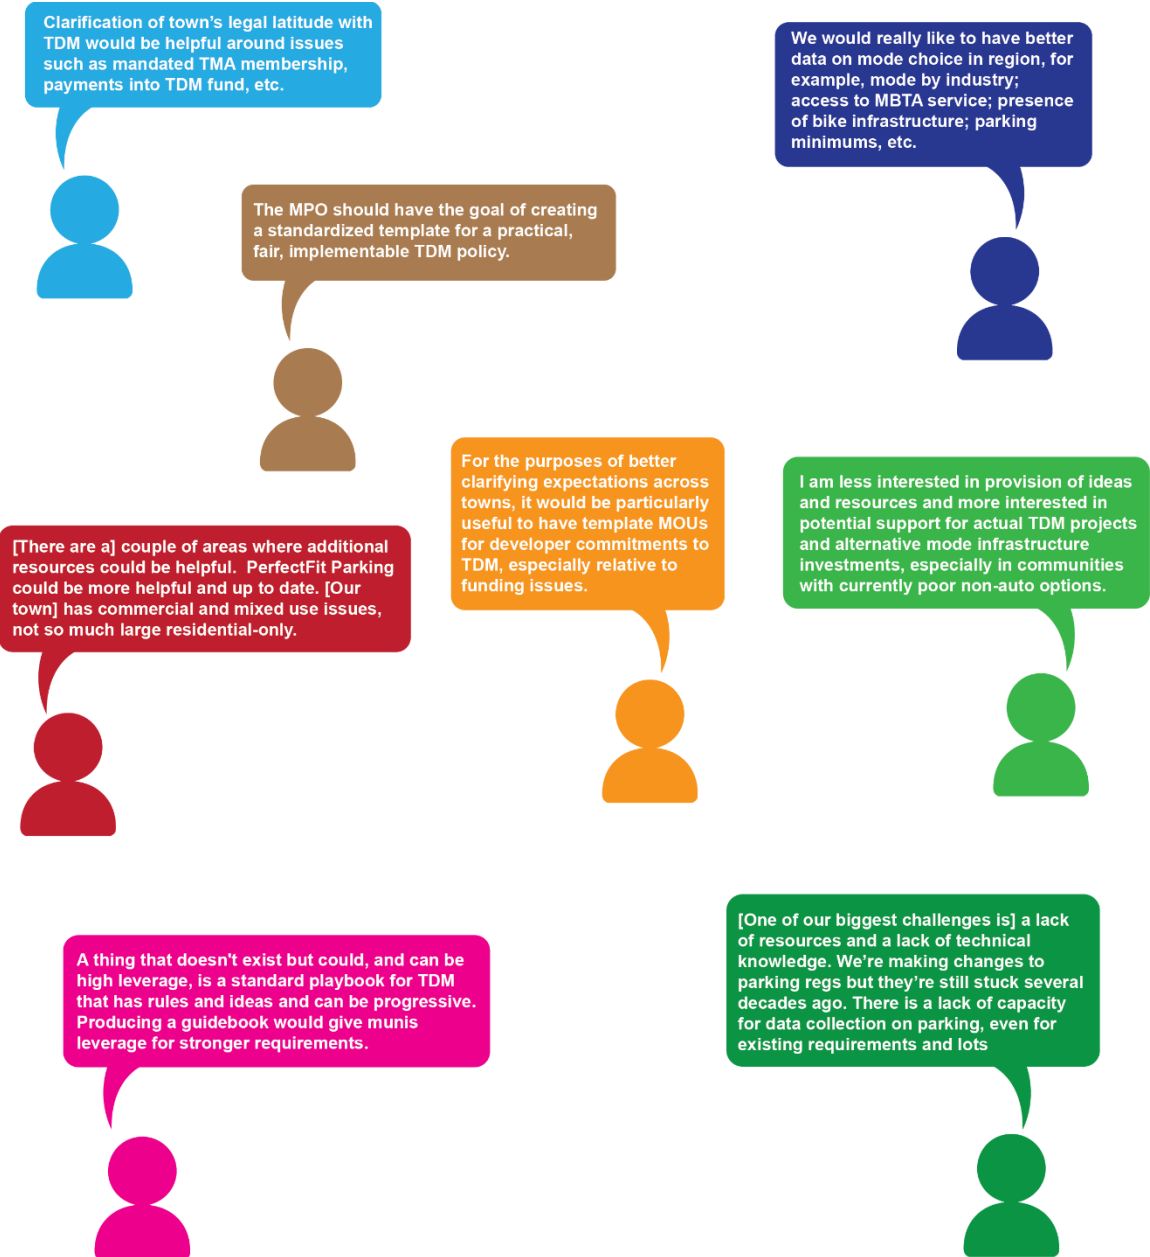 Clarification of town’s legal latitude with
TDM would be helpful around issues
such as mandated TMA membership,
payments into TDM fund, etc.
We would really like to have better
data on mode choice in region, for
example, mode by industry;
access to MBTA service; presence
of bike infrastructure; parking
minimums, etc.
The MPO should have the goal of creating
a standardized template for a practical,
fair, implementable TDM policy.
For the purposes of better
clarifying expectations across
towns, it would be particularly
useful to have template MOUs
for developer commitments to
TDM, especially relative to
funding issues.
I am less interested in provision of ideas
and resources and more interested in
potential support for actual TDM projects
and alternative mode infrastructure
investments, especially in communities
with currently poor non-auto options.
[There are a] couple of areas where additional
resources could be helpful.  PerfectFit Parking
could be more helpful and up to date. [Our
town] has commercial and mixed use issues,
not so much large residential-only.
[One of our biggest challenges is] a lack
of resources and a lack of technical
knowledge. We’re making changes to
parking regs but they’re still stuck several
decades ago. There is a lack of capacity
for data collection on parking, even for
existing requirements and lots
A thing that doesn't exist but could, and can be
high leverage, is a standard playbook for TDM
that has rules and ideas and can be progressive.
Producing a guidebook would give munis
leverage for stronger requirements.